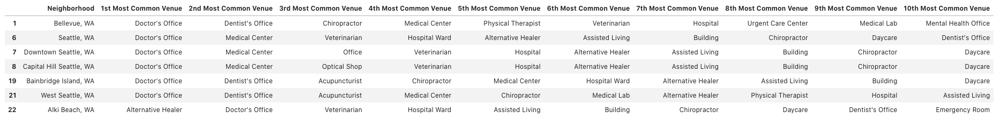 Neighborhood 1st Most Common Venue 2nd Most Common Venue 3rd Most Common Venue 4th Most Common Venue 5th Most Common Venue 6th Most Common Venue 7th Most Common Venue 8th Most Common Venue 9th Most Common Venue 10th Most Common Venue
1 Bellevue, WA Doctor's Office Dentist's Office Chiropractor Medical Center Physical Therapist Veterinarian Hospital Urgent Care Center Medical Lab Mental Health Office
6 Seattle, WA Doctor's Office Medical Center Veterinarian Hospital Ward Alternative Healer Assisted Living Building Chiropractor Daycare Dentist's Office
7 Downtown Seattle, WA Doctor's Office Medical Center Office Veterinarian Hospital Alternative Healer Assisted Living Building Chiropractor Daycare
8 Capital Hill Seattle, WA Doctor's Office Medical Center Optical Shop Veterinarian Hospital Alternative Healer Assisted Living Building Chiropractor Daycare
19 Bainbridge Island, WA Doctor's Office Dentist's Office Acupuncturist Chiropractor Medical Center Hospital Ward Alternative Healer Assisted Living Building Daycare
21 West Seattle, WA Doctor's Office Dentist's Office Acupuncturist Medical Center Chiropractor Medical Lab Alternative Healer Physical Therapist Hospital Assisted Living
22 Alki Beach, WA Alternative Healer Doctor's Office Veterinarian Hospital Ward Assisted Living Building Chiropractor Daycare Dentist's Office Emergency Room